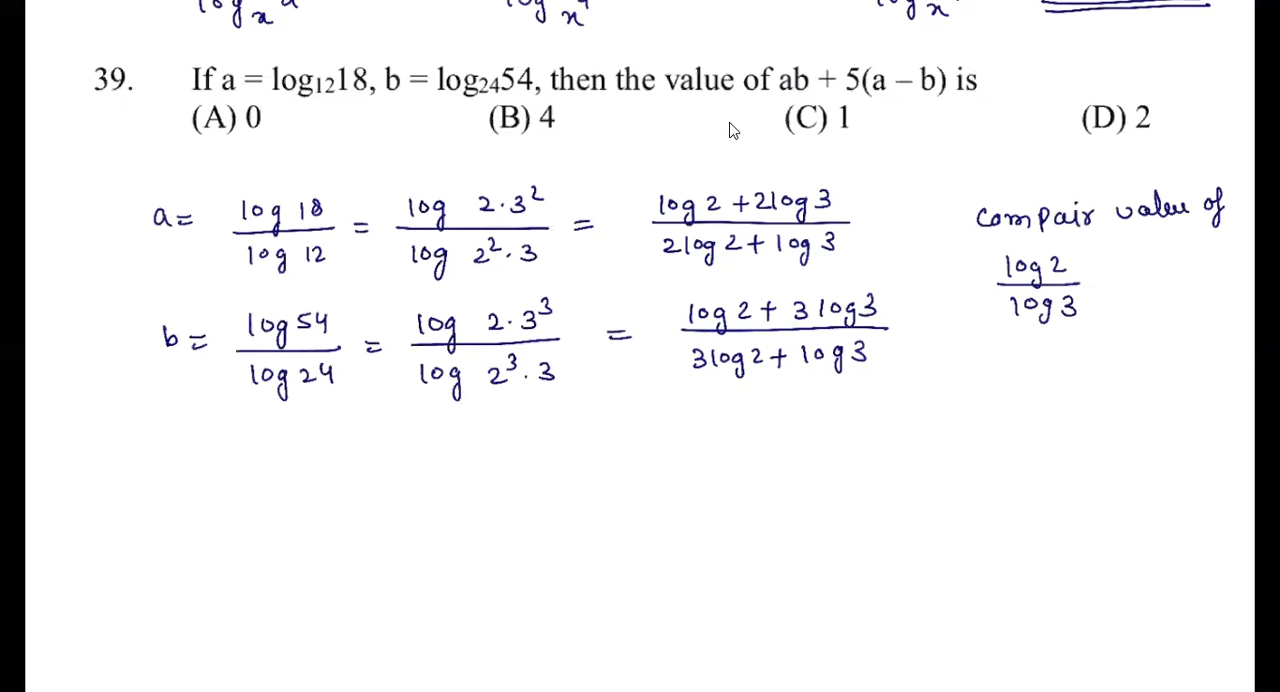 39. If a = log₁₂18, b = log₂₄54, then the value of ab + 5(a – b) is
(A) 0 (B) 4 (C) 1 (D) 2
a = log 18 / log 12 = log 2·3² / log 2²·3 = log 2 + 2log 3 / 2log 2 + log 3
compair value of
log 2 / log 3
b = log 54 / log 24 = log 2·3³ / log 2³·3 = log 2 + 3log 3 / 3log 2 + log 3